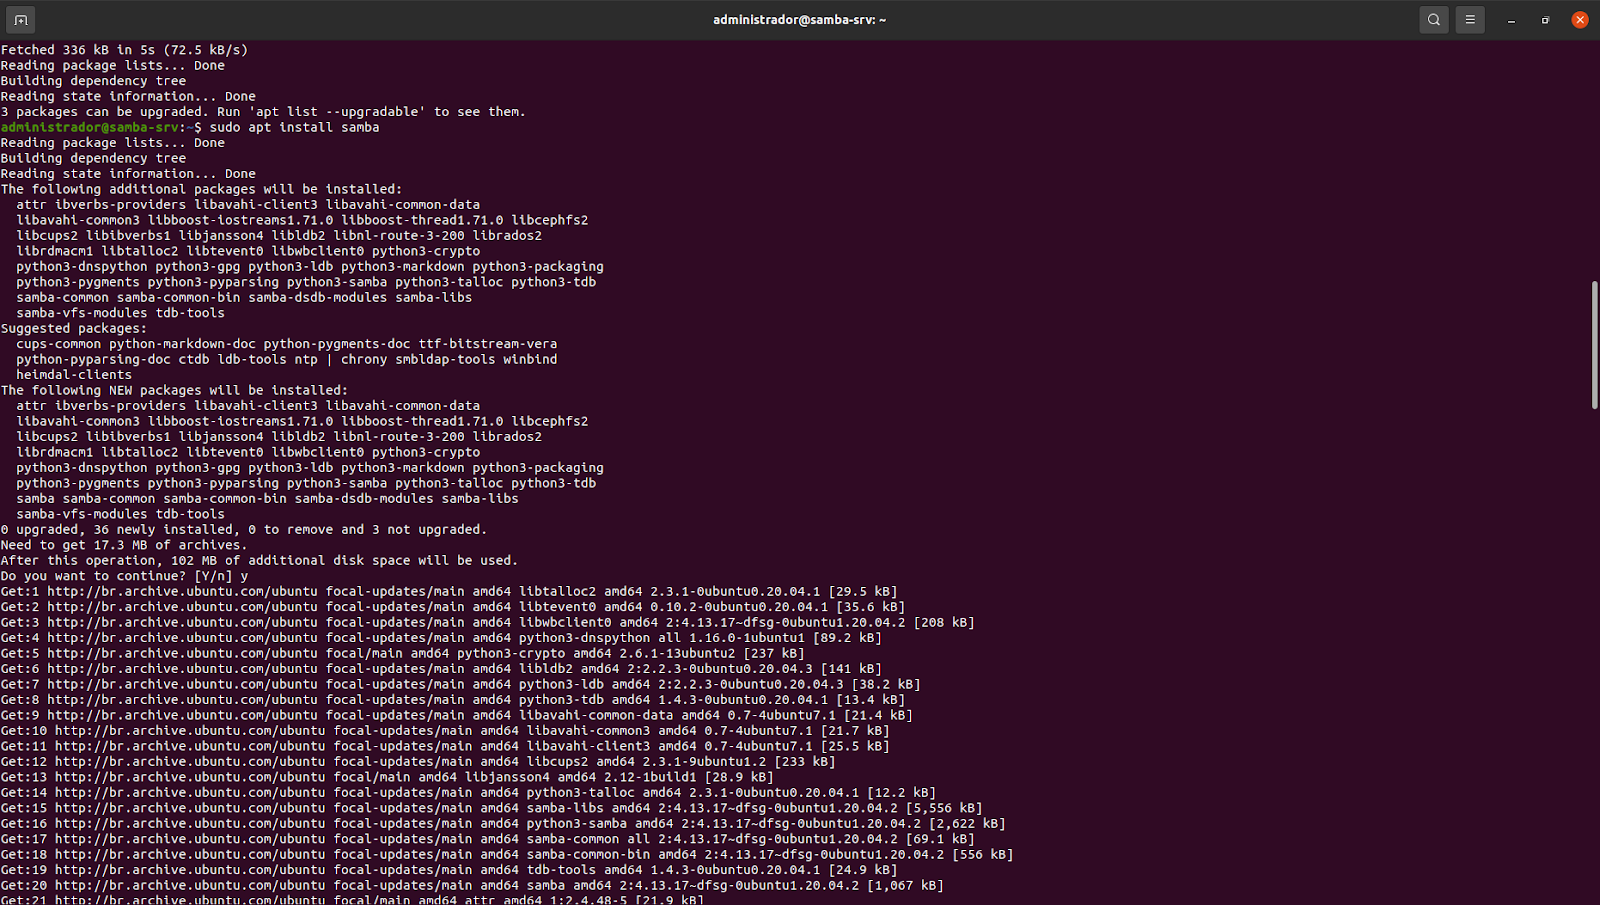 administrador@samba-srv: ~
Fetched 336 kB in 5s (72.5 kB/s)
Reading package lists... Done
Building dependency tree
Reading state information... Done
3 packages can be upgraded. Run 'apt list --upgradable' to see them.
administrador@samba-srv:~$ sudo apt install samba
Reading package lists... Done
Building dependency tree
Reading state information... Done
The following additional packages will be installed:
  attr ibverbs-providers libavahi-client3 libavahi-common-data
  libavahi-common3 libboost-iostreams1.71.0 libboost-thread1.71.0 libcephfs2
  libcups2 libibverbs1 libjansson4 libldb2 libnl-route-3-200 librados2
  librdmacm1 libtalloc2 libtevent0 libwbclient0 python3-crypto
  python3-dnspython python3-gpg python3-ldb python3-markdown python3-packaging
  python3-pygments python3-pyparsing python3-samba python3-talloc python3-tdb
  samba-common samba-common-bin samba-dsdb-modules samba-libs
  samba-vfs-modules tdb-tools
Suggested packages:
  cups-common python-markdown-doc python-pygments-doc ttf-bitstream-vera
  python-pyparsing-doc ctdb ldb-tools ntp | chrony smbldap-tools winbind
  heimdal-clients
The following NEW packages will be installed:
  attr ibverbs-providers libavahi-client3 libavahi-common-data
  libavahi-common3 libboost-iostreams1.71.0 libboost-thread1.71.0 libcephfs2
  libcups2 libibverbs1 libjansson4 libldb2 libnl-route-3-200 librados2
  librdmacm1 libtalloc2 libtevent0 libwbclient0 python3-crypto
  python3-dnspython python3-gpg python3-ldb python3-markdown python3-packaging
  python3-pygments python3-pyparsing python3-samba python3-talloc python3-tdb
  samba samba-common samba-common-bin samba-dsdb-modules samba-libs
  samba-vfs-modules tdb-tools
0 upgraded, 36 newly installed, 0 to remove and 3 not upgraded.
Need to get 17.3 MB of archives.
After this operation, 102 MB of additional disk space will be used.
Do you want to continue? [Y/n] y
Get:1 http://br.archive.ubuntu.com/ubuntu focal-updates/main amd64 libtalloc2 amd64 2.3.1-0ubuntu0.20.04.1 [29.5 kB]
Get:2 http://br.archive.ubuntu.com/ubuntu focal-updates/main amd64 libtevent0 amd64 0.10.2-0ubuntu0.20.04.1 [35.6 kB]
Get:3 http://br.archive.ubuntu.com/ubuntu focal-updates/main amd64 libwbclient0 amd64 2:4.13.17~dfsg-0ubuntu1.20.04.2 [208 kB]
Get:4 http://br.archive.ubuntu.com/ubuntu focal-updates/main amd64 python3-dnspython all 1.16.0-1ubuntu1 [89.2 kB]
Get:5 http://br.archive.ubuntu.com/ubuntu focal/main amd64 python3-crypto amd64 2.6.1-13ubuntu2 [237 kB]
Get:6 http://br.archive.ubuntu.com/ubuntu focal-updates/main amd64 libldb2 amd64 2:2.2.3-0ubuntu0.20.04.3 [141 kB]
Get:7 http://br.archive.ubuntu.com/ubuntu focal-updates/main amd64 python3-ldb amd64 2:2.2.3-0ubuntu0.20.04.3 [38.2 kB]
Get:8 http://br.archive.ubuntu.com/ubuntu focal-updates/main amd64 python3-tdb amd64 1.4.3-0ubuntu0.20.04.1 [13.4 kB]
Get:9 http://br.archive.ubuntu.com/ubuntu focal-updates/main amd64 libavahi-common-data amd64 0.7-4ubuntu7.1 [21.4 kB]
Get:10 http://br.archive.ubuntu.com/ubuntu focal-updates/main amd64 libavahi-common3 amd64 0.7-4ubuntu7.1 [21.7 kB]
Get:11 http://br.archive.ubuntu.com/ubuntu focal-updates/main amd64 libavahi-client3 amd64 0.7-4ubuntu7.1 [25.5 kB]
Get:12 http://br.archive.ubuntu.com/ubuntu focal-updates/main amd64 libcups2 amd64 2.3.1-9ubuntu1.2 [233 kB]
Get:13 http://br.archive.ubuntu.com/ubuntu focal/main amd64 libjansson4 amd64 2.12-1build1 [28.9 kB]
Get:14 http://br.archive.ubuntu.com/ubuntu focal-updates/main amd64 python3-talloc amd64 2.3.1-0ubuntu0.20.04.1 [12.2 kB]
Get:15 http://br.archive.ubuntu.com/ubuntu focal-updates/main amd64 samba-libs amd64 2:4.13.17~dfsg-0ubuntu1.20.04.2 [5,556 kB]
Get:16 http://br.archive.ubuntu.com/ubuntu focal-updates/main amd64 python3-samba amd64 2:4.13.17~dfsg-0ubuntu1.20.04.2 [2,622 kB]
Get:17 http://br.archive.ubuntu.com/ubuntu focal-updates/main amd64 samba-common all 2:4.13.17~dfsg-0ubuntu1.20.04.2 [69.1 kB]
Get:18 http://br.archive.ubuntu.com/ubuntu focal-updates/main amd64 samba-common-bin amd64 2:4.13.17~dfsg-0ubuntu1.20.04.2 [556 kB]
Get:19 http://br.archive.ubuntu.com/ubuntu focal-updates/main amd64 tdb-tools amd64 1.4.3-0ubuntu0.20.04.1 [24.9 kB]
Get:20 http://br.archive.ubuntu.com/ubuntu focal-updates/main amd64 samba amd64 2:4.13.17~dfsg-0ubuntu1.20.04.2 [1,067 kB]
Get:21 http://br.archive.ubuntu.com/ubuntu focal/main amd64 attr amd64 1:2.4.48-5 [21.9 kB]